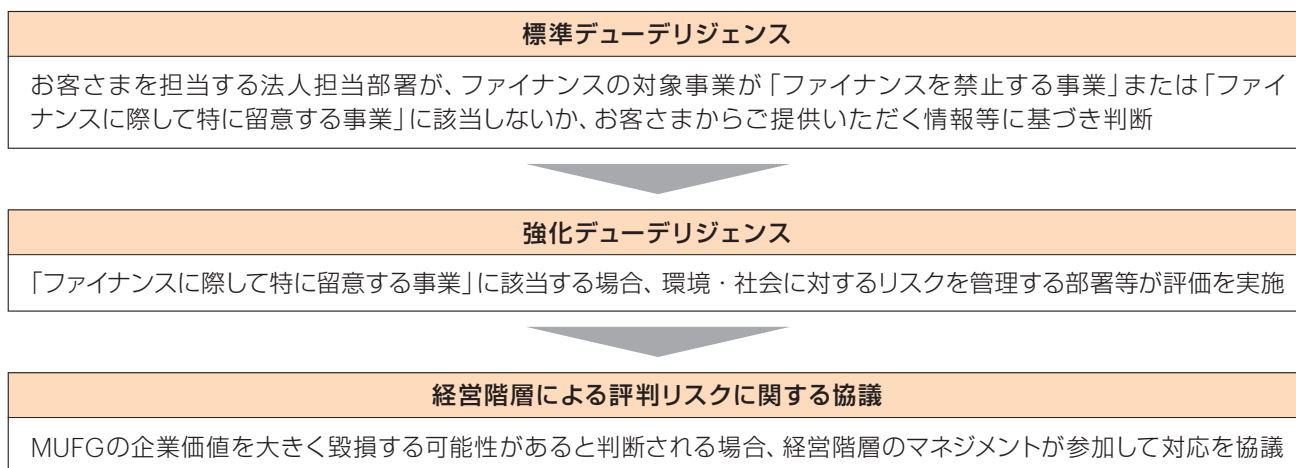 標準デューデリジェンス
お客さまを担当する法人担当部署が、ファイナンスの対象事業が「ファイナンスを禁止する事業」または「ファイ
ナンスに際して特に留意する事業」に該当しないか、お客さまからご提供いただく情報等に基づき判断
強化デューデリジェンス
「ファイナンスに際して特に留意する事業」に該当する場合、環境・社会に対するリスクを管理する部署等が評価を実施
経営階層による評判リスクに関する協議
MUFGの企業価値を大きく毀損する可能性があると判断される場合、経営階層のマネジメントが参加して対応を協議